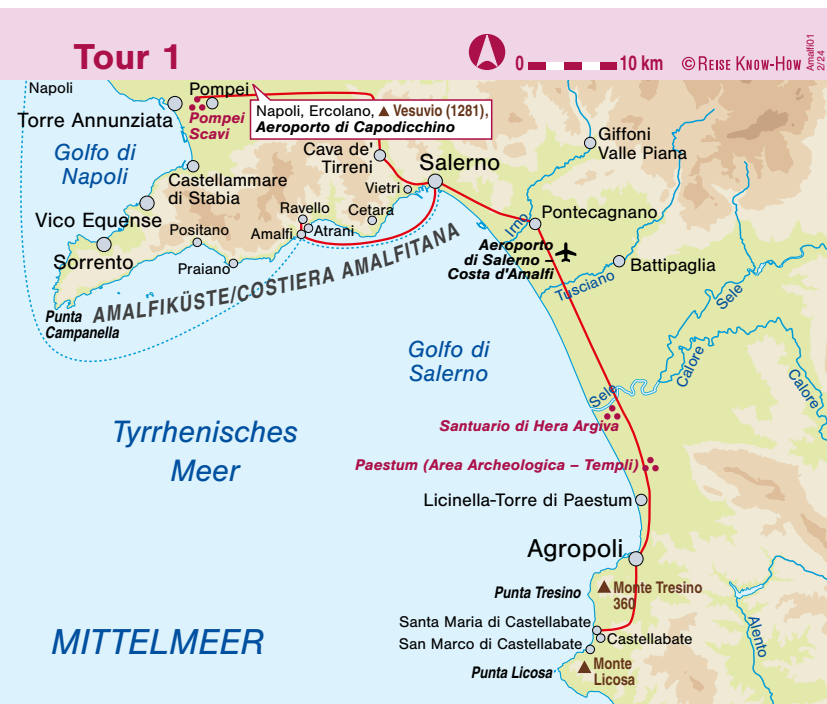 Tour 1
0 10 km
© REISE KNOW-HOW
Amalfi01
2/24
Napoli
Pompei
Torre Annunziata
Pompei
Scavi
Napoli, Ercolano, ▲ Vesuvio (1281),
Aeroporto di Capodicchino
Golfo di
Napoli
Cava de'
Tirreni
Salerno
Giffoni
Valle Piana
Castellammare
di Stabia
Vietri
Vico Equense
Ravello
Cetara
Positano
Amalfi
Atrani
Irno
Pontecagnano
Sorrento
Praiano
Aeroporto
di Salerno –
Costa d'Amalfi
Battipaglia
Tusciano
Sele
AMALFIKÜSTE/COSTIERA AMALFITANA
Punta
Campanella
Golfo di
Salerno
Calore
Calore
Sele
Santuario di Hera Argiva
Tyrrhenisches
Meer
Paestum (Area Archeologica – Templi)
Licinella-Torre di Paestum
Agropoli
Punta Tresino
Monte Tresino
360
Santa Maria di Castellabate
Castellabate
San Marco di Castellabate
Alento
MITTELMEER
Punta Licosa
Monte
Licosa